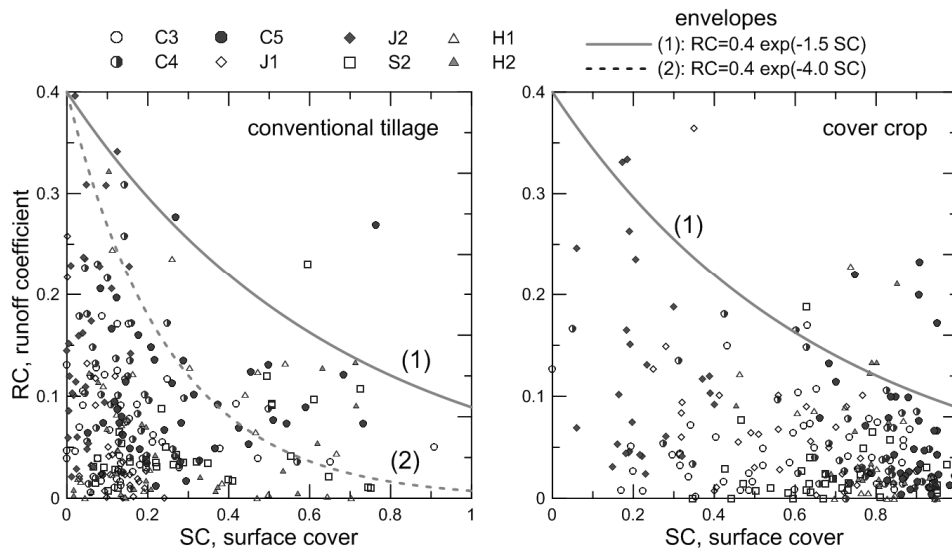 envelopes
C3 C5 J2 H1
C4 J1 S2 H2
(1): RC=0.4 exp(-1.5 SC)
(2): RC=0.4 exp(-4.0 SC)
RC, runoff coefficient
0.4
0.3
0.2
0.1
0
conventional tillage
(1)
(2)
0 0.2 0.4 0.6 0.8 1
SC, surface cover
0.4
0.3
0.2
0.1
0
cover crop
(1)
0 0.2 0.4 0.6 0.8
SC, surface cover